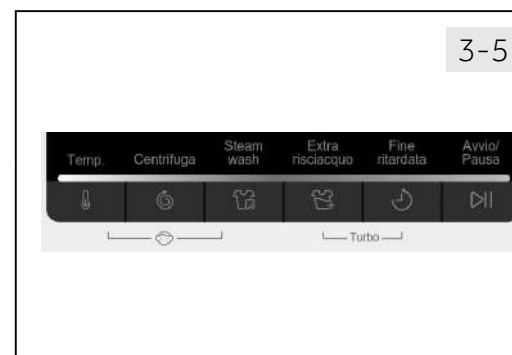 3-5
Temp. Centrifuga Steam wash Extra risciacquo Fine ritardata Avvio/ Pausa
Turbo